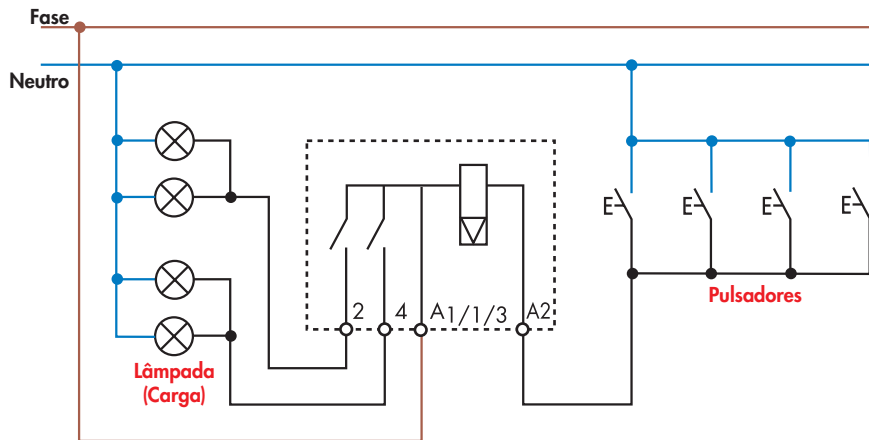 Fase
Neutro
2 4 A1/1/3 A2
E E E E
Pulsadores
Lâmpada
(Carga)